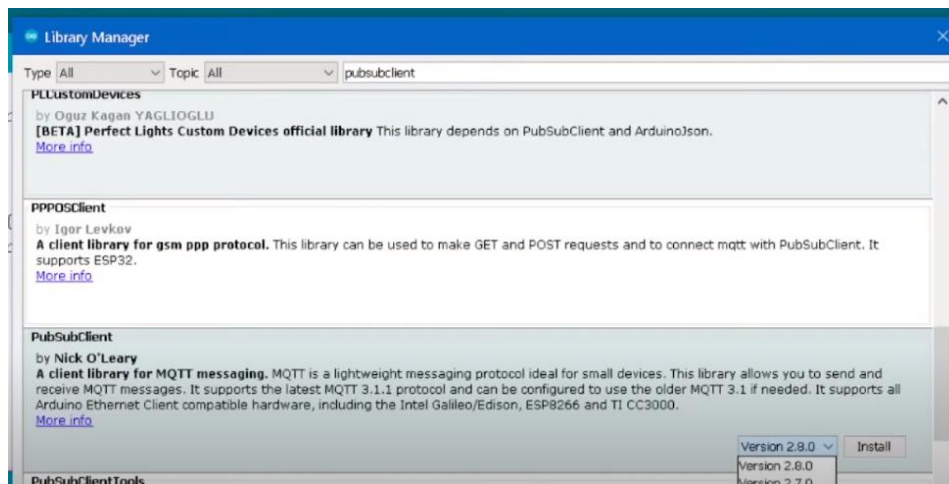 Library Manager
Type All Topic All pubsubclient
PLCustomDevices
by Oguz Kagan YAGLIOGLU
[BETA] Perfect Lights Custom Devices official library This library depends on PubSubClient and ArduinoJson.
More info
PPPOSClient
by Igor Levkov
A client library for gsm ppp protocol. This library can be used to make GET and POST requests and to connect mqtt with PubSubClient. It
supports ESP32.
More info
PubSubClient
by Nick O'Leary
A client library for MQTT messaging. MQTT is a lightweight messaging protocol ideal for small devices. This library allows you to send and
receive MQTT messages. It supports the latest MQTT 3.1.1 protocol and can be configured to use the older MQTT 3.1 if needed. It supports all
Arduino Ethernet Client compatible hardware, including the Intel Galileo/Edison, ESP8266 and TI CC3000.
More info
Version 2.8.0 Install
Version 2.8.0
Version 2.7.0
PubSubClientTools